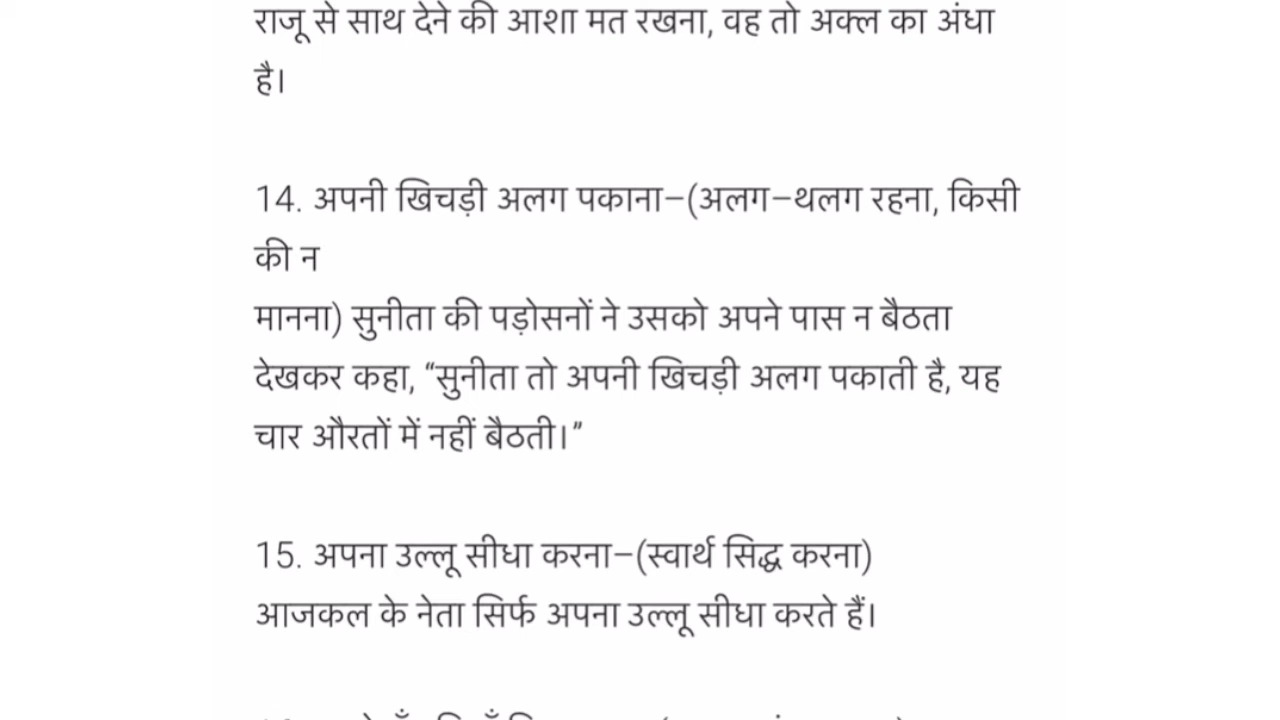 राजू से साथ देने की आशा मत रखना, वह तो अक्ल का अंधा
है।
14. अपनी खिचड़ी अलग पकाना–(अलग–थलग रहना, किसी
की न
मानना) सुनीता की पड़ोसनों ने उसको अपने पास न बैठता
देखकर कहा, “सुनीता तो अपनी खिचड़ी अलग पकाती है, यह
चार औरतों में नहीं बैठती।”
15. अपना उल्लू सीधा करना–(स्वार्थ सिद्ध करना)
आजकल के नेता सिर्फ अपना उल्लू सीधा करते हैं।